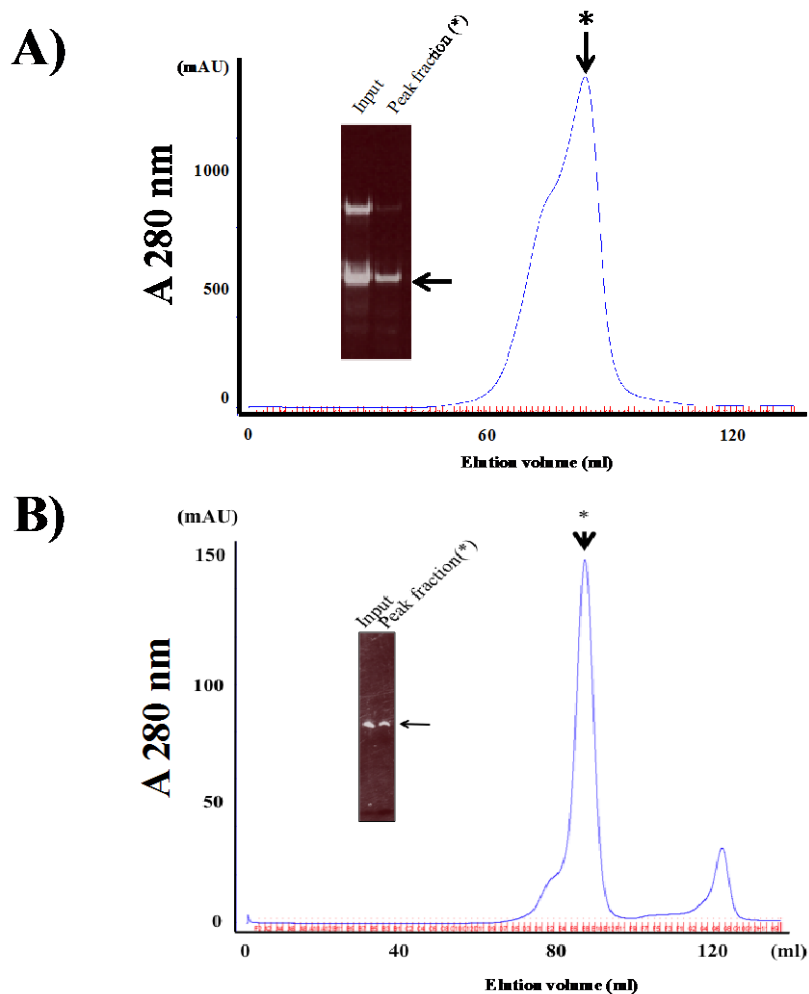 A)
(mAU)
A 280 nm
1000
500
0
0
60
120
Elution volume (ml)
Input
Peak fraction (*)
*
B)
(mAU)
A 280 nm
150
100
50
0
0
40
80
120
(ml)
Elution volume (ml)
Input
Peak fraction(*)
*